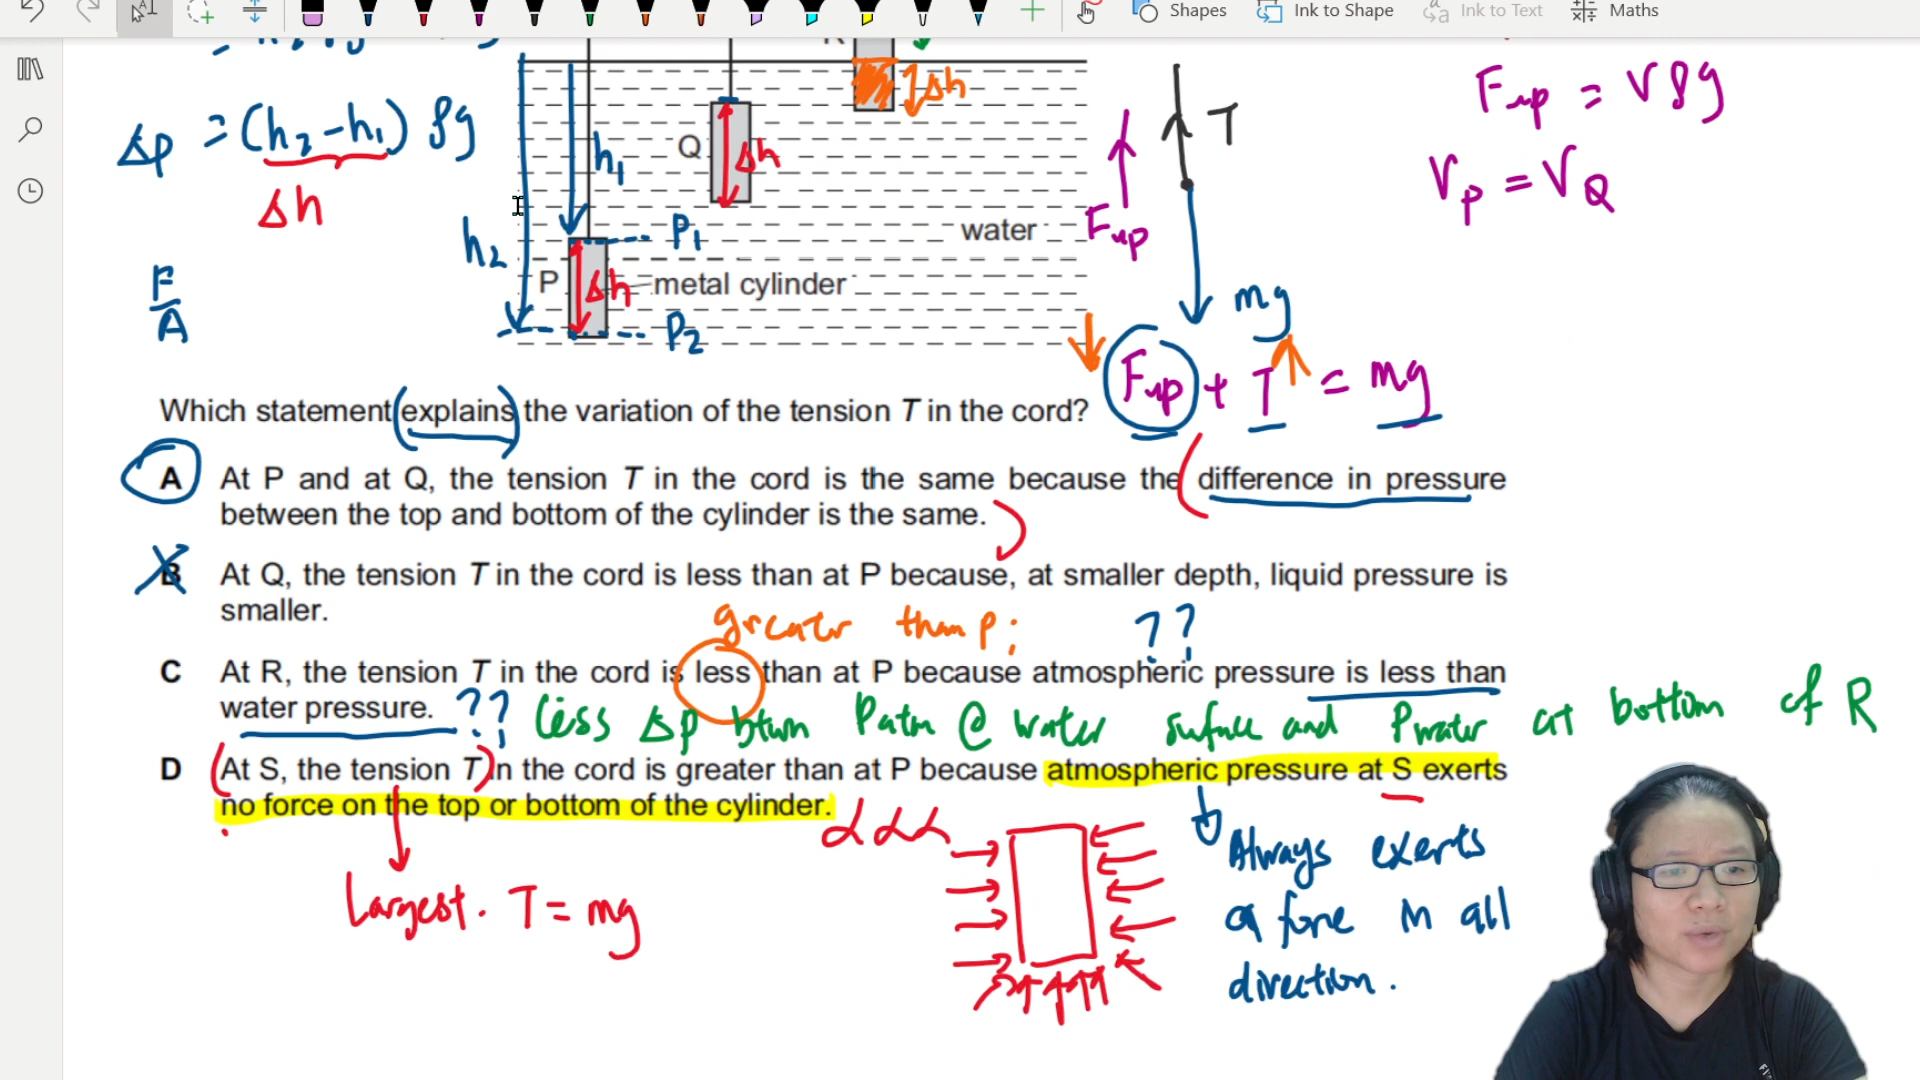 Shapes
Ink to Shape
Ink to Text
Maths
Δp = (h2 - h1) ρg
Δh
F
A
h2
h1
Q
Δh
Δh
T
Fup
Fup = Vρg
Vp = VQ
water
P1
P
Δh
metal cylinder
P2
mg
Fup + T = mg
Which statement explains the variation of the tension T in the cord?
A At P and at Q, the tension T in the cord is the same because the difference in pressure
between the top and bottom of the cylinder is the same.
B At Q, the tension T in the cord is less than at P because, at smaller depth, liquid pressure is
smaller.
greater than P; ??
C At R, the tension T in the cord is less than at P because atmospheric pressure is less than
water pressure. ??
less Δp btwn Patm @ water surface and Pwater at bottom of R
D At S, the tension T in the cord is greater than at P because atmospheric pressure at S exerts
no force on the top or bottom of the cylinder.
Largest. T = mg
Always exerts
a force in all
direction.